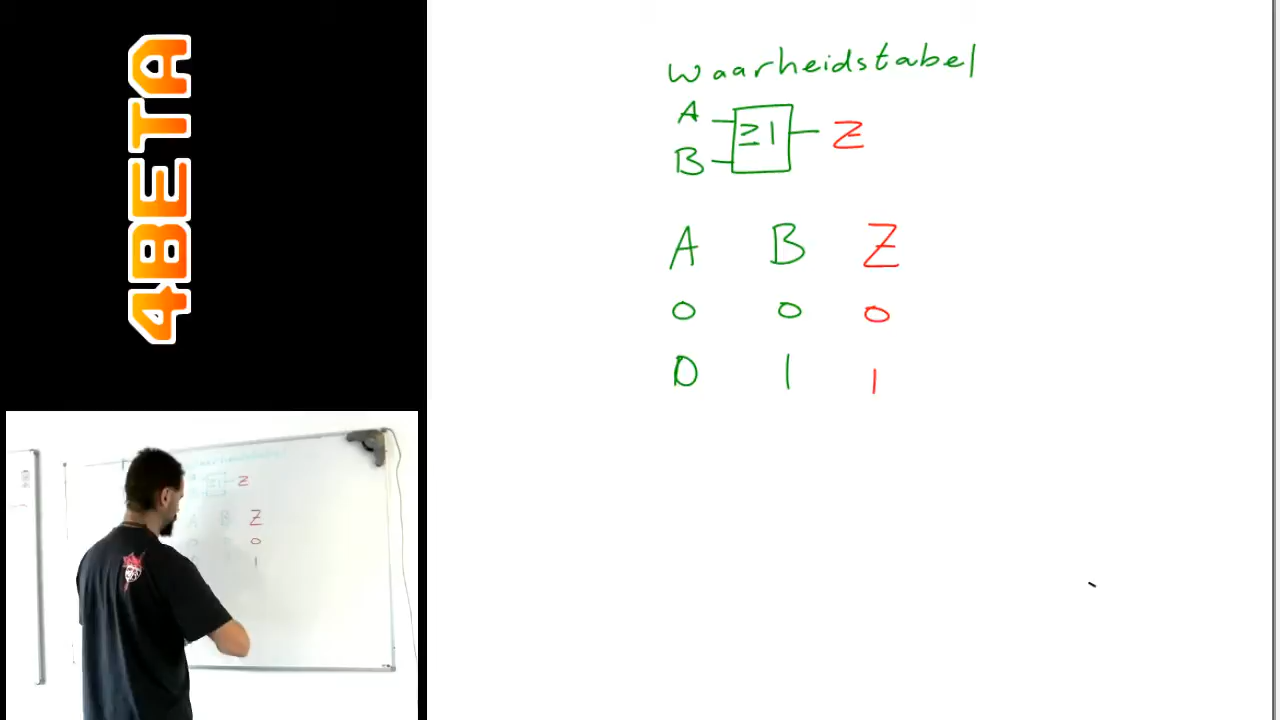 4BETA
waarheidstabel
A
≥1 Z
B
A B Z
0 0 0
0 1 1